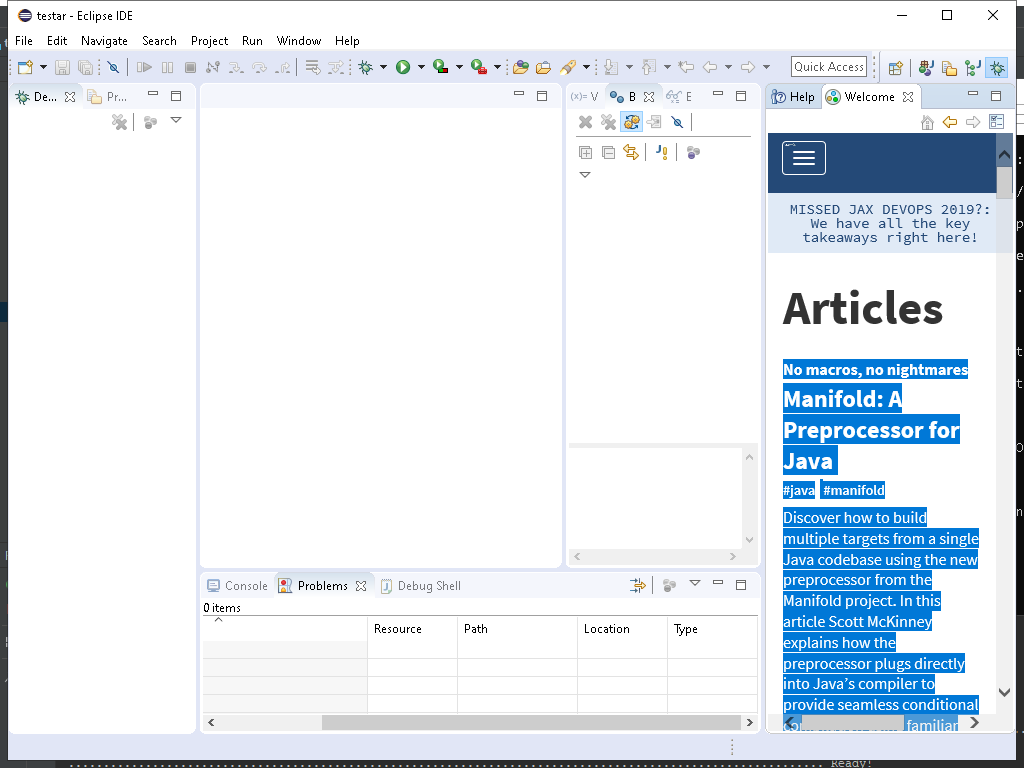 testar - Eclipse IDE
File Edit Navigate Search Project Run Window Help
Quick Access
De... Pr...
(x)= V B E
Help Welcome
MISSED JAX DEVOPS 2019?:
We have all the key
takeaways right here!
Articles
No macros, no nightmares
Manifold: A
Preprocessor for
Java
#java #manifold
Discover how to build
multiple targets from a single
Java codebase using the new
preprocessor from the
Manifold project. In this
article Scott McKinney
explains how the
preprocessor plugs directly
into Java’s compiler to
provide seamless conditional
familiar
Console Problems Debug Shell
0 items
Resource Path Location Type
Ready!